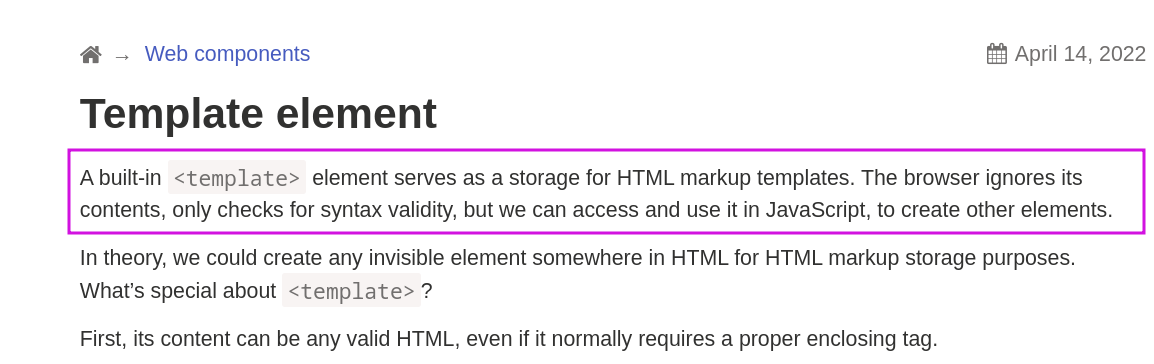 → Web components
April 14, 2022
Template element
A built-in <template> element serves as a storage for HTML markup templates. The browser ignores its
contents, only checks for syntax validity, but we can access and use it in JavaScript, to create other elements.
In theory, we could create any invisible element somewhere in HTML for HTML markup storage purposes.
What’s special about <template>?
First, its content can be any valid HTML, even if it normally requires a proper enclosing tag.